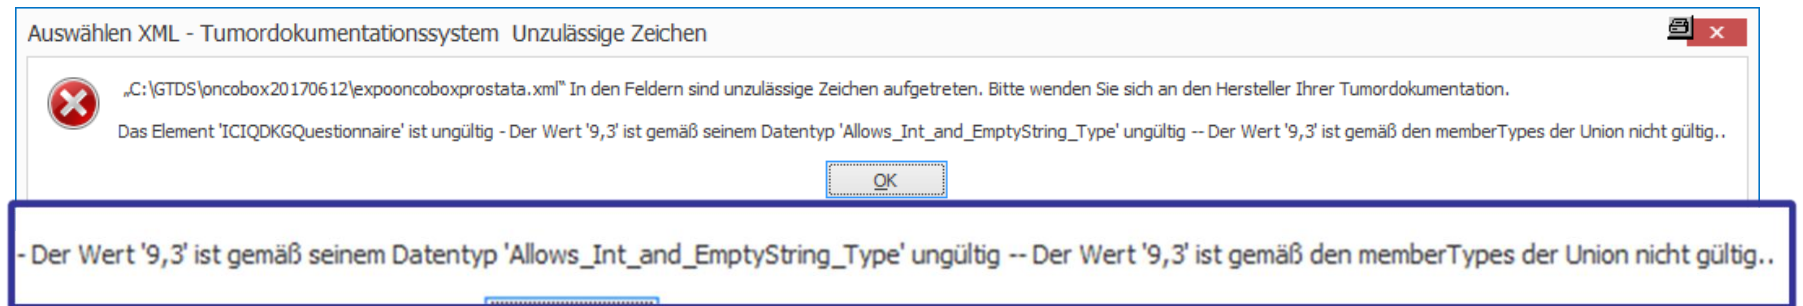 Auswählen XML - Tumordokumentationssystem  Unzulässige Zeichen
„C:\GTDS\oncobox20170612\expooncoboxprostata.xml“ In den Feldern sind unzulässige Zeichen aufgetreten. Bitte wenden Sie sich an den Hersteller Ihrer Tumordokumentation.
Das Element 'ICIQDKGQuestionnaire' ist ungültig - Der Wert '9,3' ist gemäß seinem Datentyp 'Allows_Int_and_EmptyString_Type' ungültig -- Der Wert '9,3' ist gemäß den memberTypes der Union nicht gültig..
OK
- Der Wert '9,3' ist gemäß seinem Datentyp 'Allows_Int_and_EmptyString_Type' ungültig -- Der Wert '9,3' ist gemäß den memberTypes der Union nicht gültig..